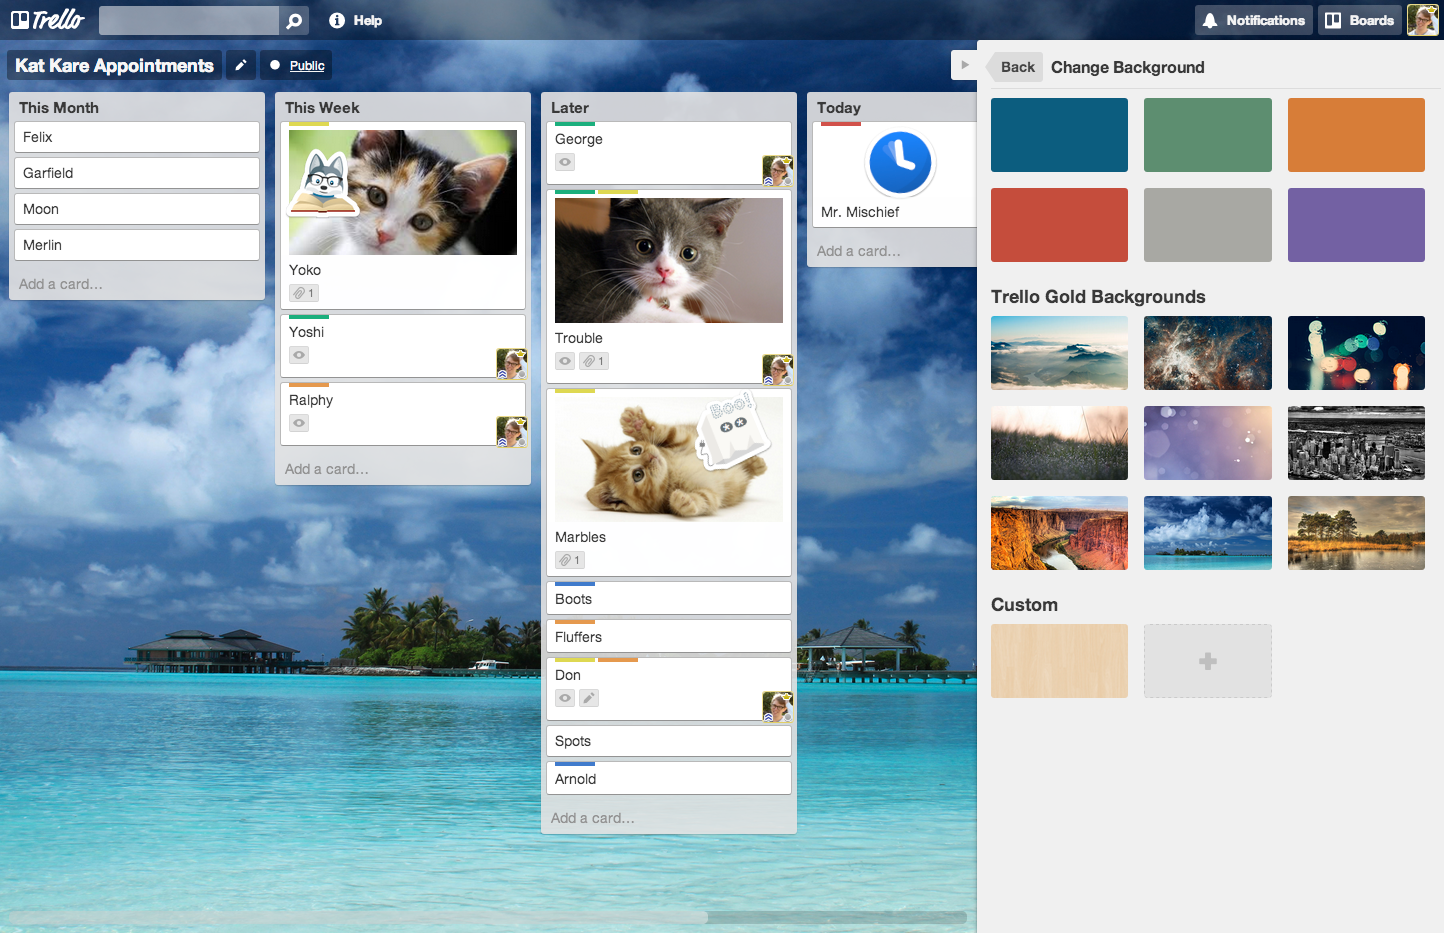 Trello
Help
Notifications
Boards
Kat Kare Appointments
Public
Back
Change Background
This Month
Felix
Garfield
Moon
Merlin
Add a card...
This Week
Yoko
1
Yoshi
Ralphy
Add a card...
Later
George
Trouble
1
Boo!
Marbles
1
Boots
Fluffers
Don
Spots
Arnold
Add a card...
Today
Mr. Mischief
Add a card...
Trello Gold Backgrounds
Custom